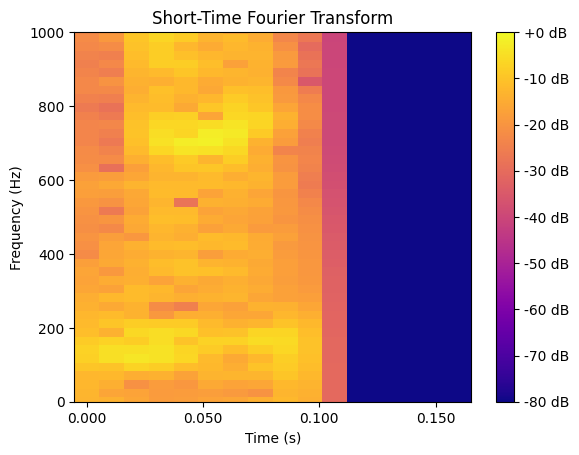 Short-Time Fourier Transform
1000
800
600
400
200
0
Frequency (Hz)
0.000
0.050
0.100
0.150
Time (s)
+0 dB
-10 dB
-20 dB
-30 dB
-40 dB
-50 dB
-60 dB
-70 dB
-80 dB